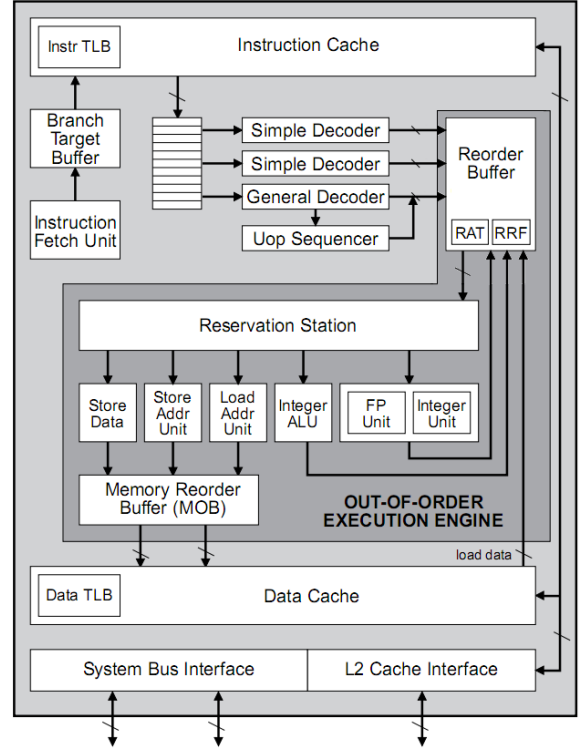 Instr TLB
Instruction Cache
Branch
Target
Buffer
Instruction
Fetch Unit
Simple Decoder
Simple Decoder
General Decoder
Uop Sequencer
Reorder
Buffer
RAT
RRF
Reservation Station
Store
Data
Store
Addr
Unit
Load
Addr
Unit
Integer
ALU
FP
Unit
Integer
Unit
Memory Reorder
Buffer (MOB)
OUT-OF-ORDER
EXECUTION ENGINE
load data
Data TLB
Data Cache
System Bus Interface
L2 Cache Interface